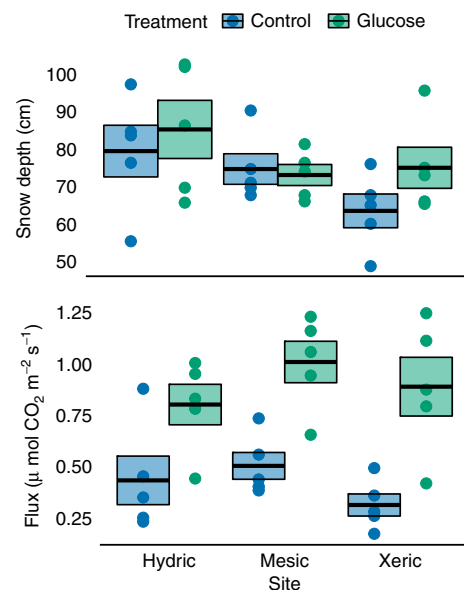 Treatment Control Glucose
Snow depth (cm)
100
90
80
70
60
50
Flux (μ mol CO₂ m⁻² s⁻¹)
1.25
1.00
0.75
0.50
0.25
Hydric Mesic Xeric
Site